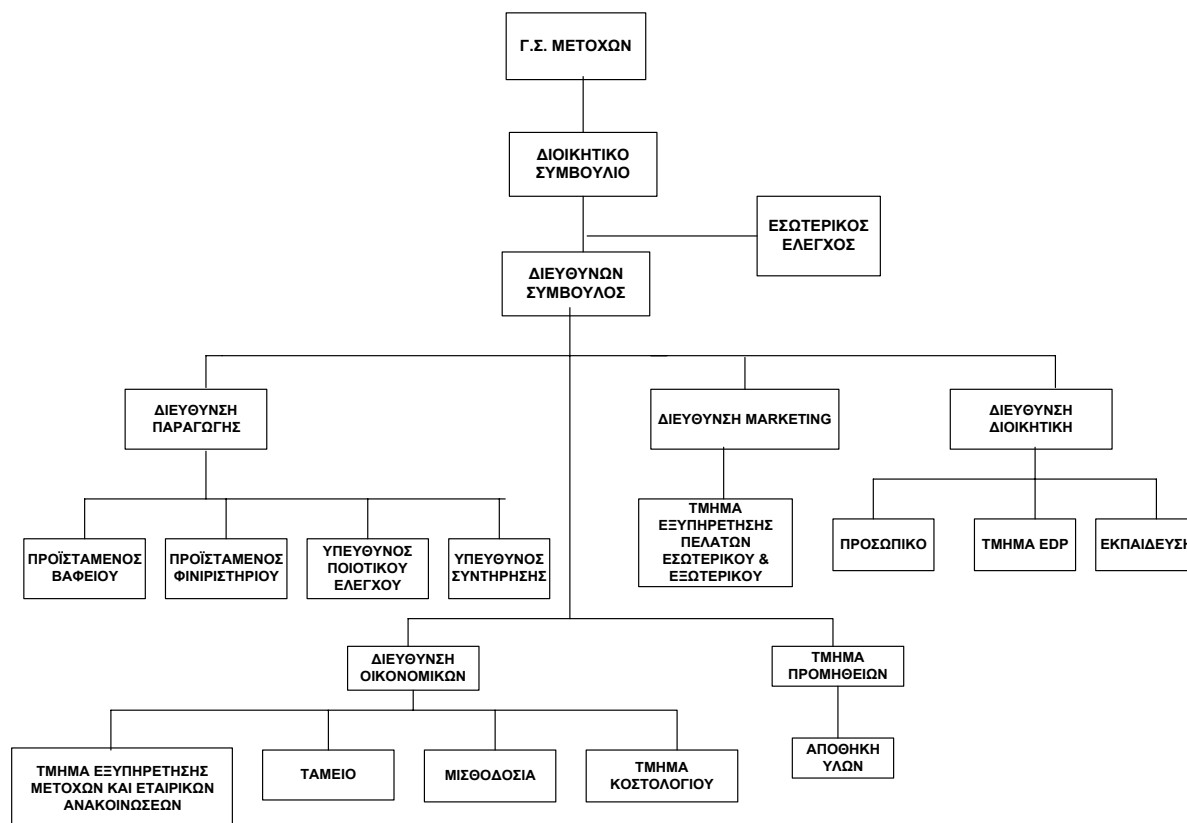 Γ.Σ. ΜΕΤΟΧΩΝ
ΔΙΟΙΚΗΤΙΚΟ
ΣΥΜΒΟΥΛΙΟ
ΕΣΩΤΕΡΙΚΟΣ
ΕΛΕΓΧΟΣ
ΔΙΕΥΘΥΝΩΝ
ΣΥΜΒΟΥΛΟΣ
ΔΙΕΥΘΥΝΣΗ
ΠΑΡΑΓΩΓΗΣ
ΔΙΕΥΘΥΝΣΗ MARKETING
ΔΙΕΥΘΥΝΣΗ
ΔΙΟΙΚΗΤΙΚΗ
ΠΡΟΪΣΤΑΜΕΝΟΣ
ΒΑΦΕΙΟΥ
ΠΡΟΪΣΤΑΜΕΝΟΣ
ΦΙΝΙΡΙΣΤΗΡΙΟΥ
ΥΠΕΥΘΥΝΟΣ
ΠΟΙΟΤΙΚΟΥ
ΕΛΕΓΧΟΥ
ΥΠΕΥΘΥΝΟΣ
ΣΥΝΤΗΡΗΣΗΣ
ΤΜΗΜΑ
ΕΞΥΠΗΡΕΤΗΣΗΣ
ΠΕΛΑΤΩΝ
ΕΣΩΤΕΡΙΚΟΥ &
ΕΞΩΤΕΡΙΚΟΥ
ΠΡΟΣΩΠΙΚΟ
ΤΜΗΜΑ EDP
ΕΚΠΑΙΔΕΥΣΗ
ΔΙΕΥΘΥΝΣΗ
ΟΙΚΟΝΟΜΙΚΩΝ
ΤΜΗΜΑ
ΠΡΟΜΗΘΕΙΩΝ
ΤΜΗΜΑ ΕΞΥΠΗΡΕΤΗΣΗΣ
ΜΕΤΟΧΩΝ ΚΑΙ ΕΤΑΙΡΙΚΩΝ
ΑΝΑΚΟΙΝΩΣΕΩΝ
ΤΑΜΕΙΟ
ΜΙΣΘΟΔΟΣΙΑ
ΤΜΗΜΑ
ΚΟΣΤΟΛΟΓΙΟΥ
ΑΠΟΘΗΚΗ
ΥΛΩΝ